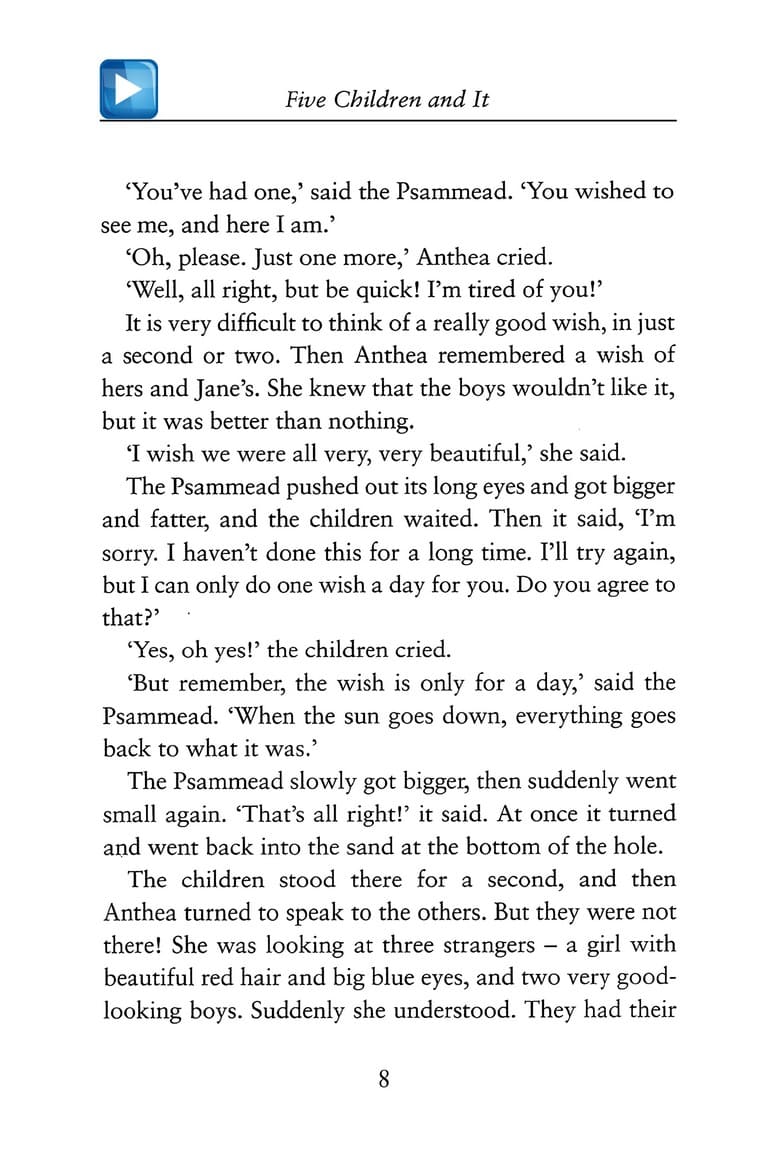 Five Children and It
‘You’ve had one,’ said the Psammead. ‘You wished to
see me, and here I am.’
‘Oh, please. Just one more,’ Anthea cried.
‘Well, all right, but be quick! I’m tired of you!’
It is very difficult to think of a really good wish, in just
a second or two. Then Anthea remembered a wish of
hers and Jane’s. She knew that the boys wouldn’t like it,
but it was better than nothing.
‘I wish we were all very, very beautiful,’ she said.
The Psammead pushed out its long eyes and got bigger
and fatter, and the children waited. Then it said, ‘I’m
sorry. I haven’t done this for a long time. I’ll try again,
but I can only do one wish a day for you. Do you agree to
that?’
‘Yes, oh yes!’ the children cried.
‘But remember, the wish is only for a day,’ said the
Psammead. ‘When the sun goes down, everything goes
back to what it was.’
The Psammead slowly got bigger, then suddenly went
small again. ‘That’s all right!’ it said. At once it turned
and went back into the sand at the bottom of the hole.
The children stood there for a second, and then
Anthea turned to speak to the others. But they were not
there! She was looking at three strangers – a girl with
beautiful red hair and big blue eyes, and two very good-
looking boys. Suddenly she understood. They had their
8